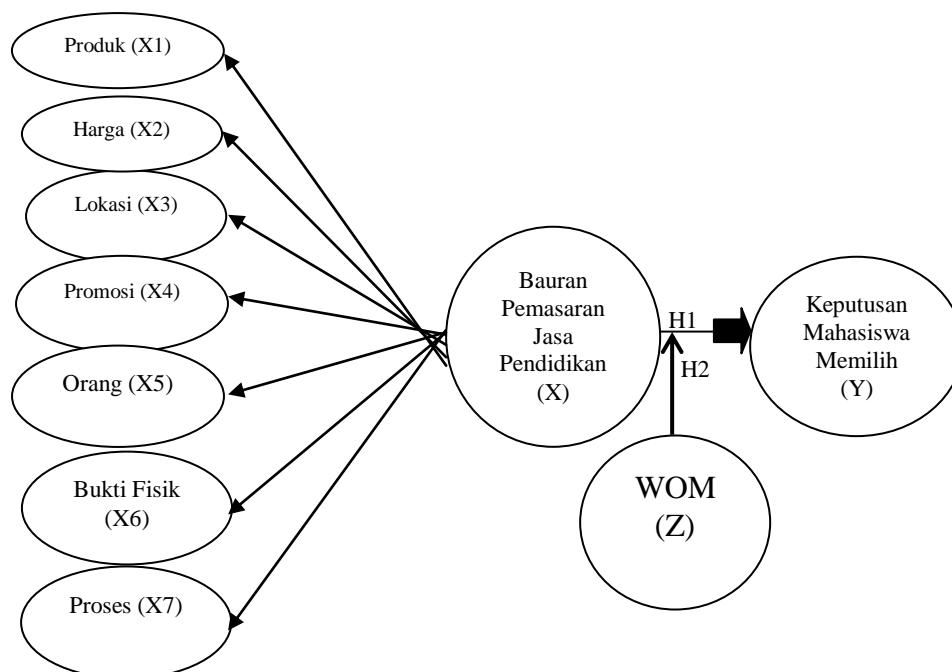 Produk (X1)
Harga (X2)
Lokasi (X3)
Promosi (X4)
Orang (X5)
Bukti Fisik
(X6)
Proses (X7)
Bauran
Pemasaran
Jasa
Pendidikan
(X)
H1
H2
WOM
(Z)
Keputusan
Mahasiswa
Memilih
(Y)